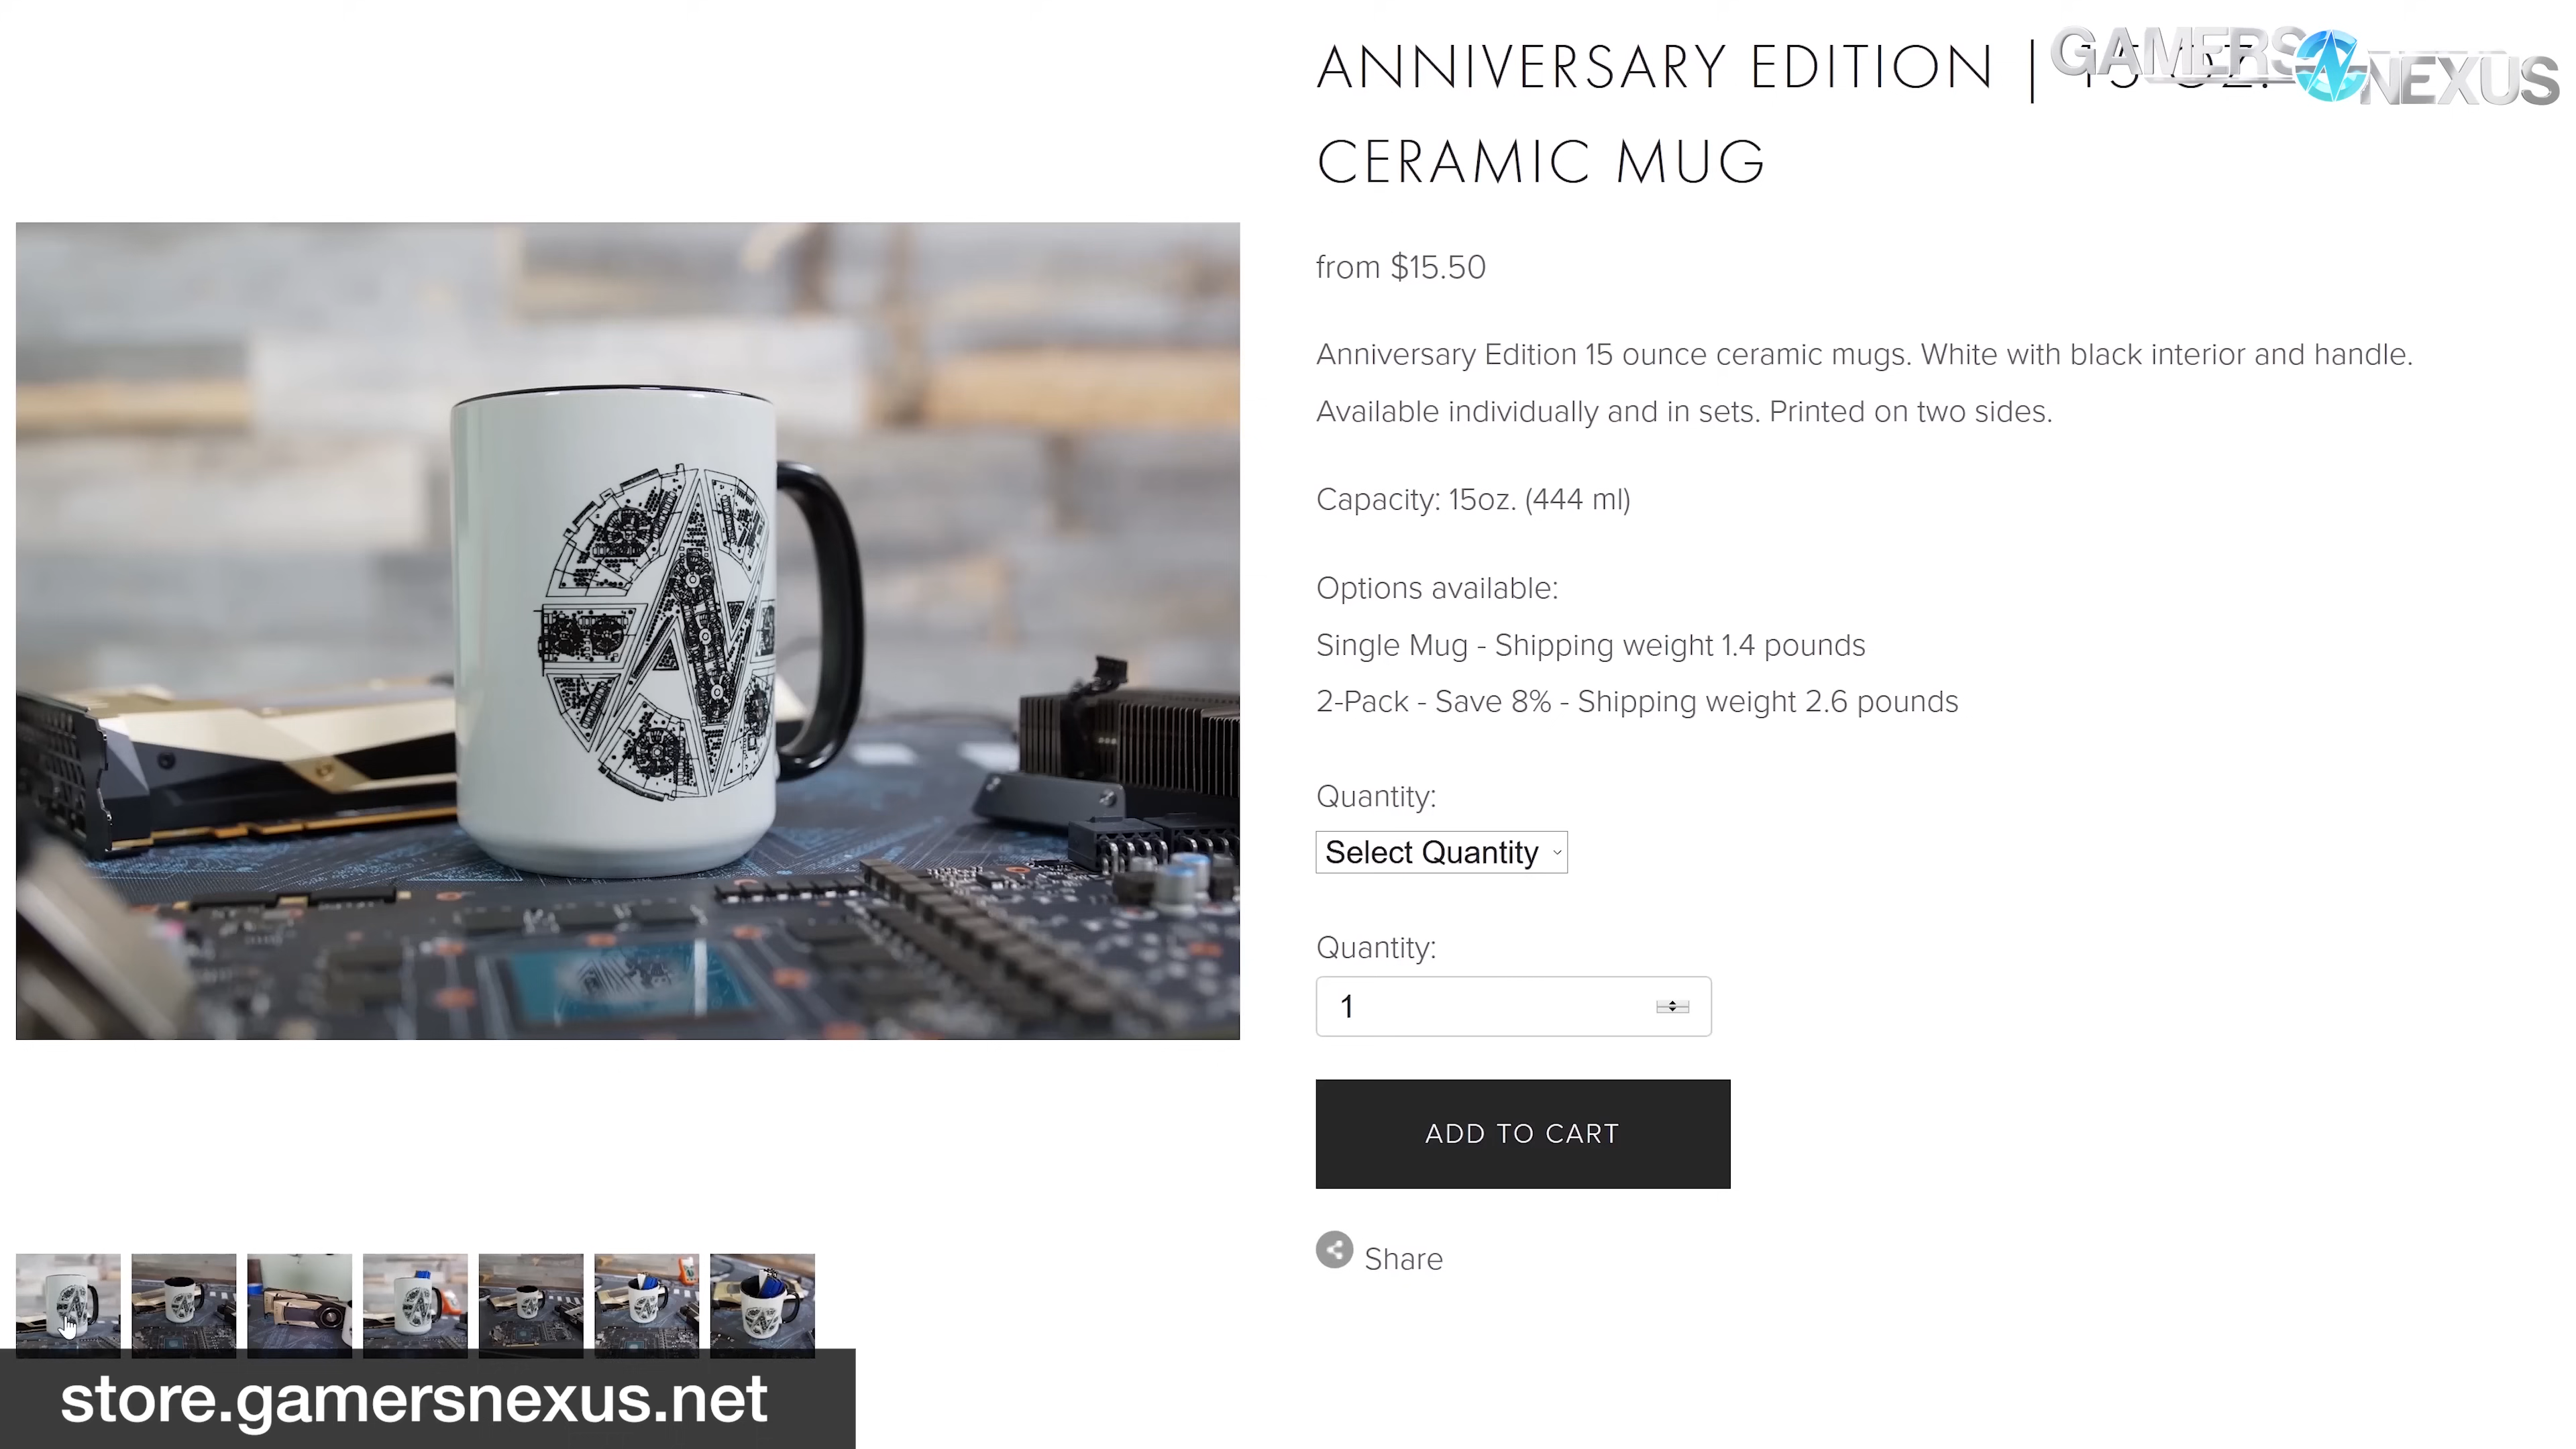 ANNIVERSARY EDITION | 15 OZ.
CERAMIC MUG
GAMERS NEXUS
from $15.50
Anniversary Edition 15 ounce ceramic mugs. White with black interior and handle.
Available individually and in sets. Printed on two sides.
Capacity: 15oz. (444 ml)
Options available:
Single Mug - Shipping weight 1.4 pounds
2-Pack - Save 8% - Shipping weight 2.6 pounds
Quantity:
Select Quantity
Quantity:
1
ADD TO CART
Share
store.gamersnexus.net